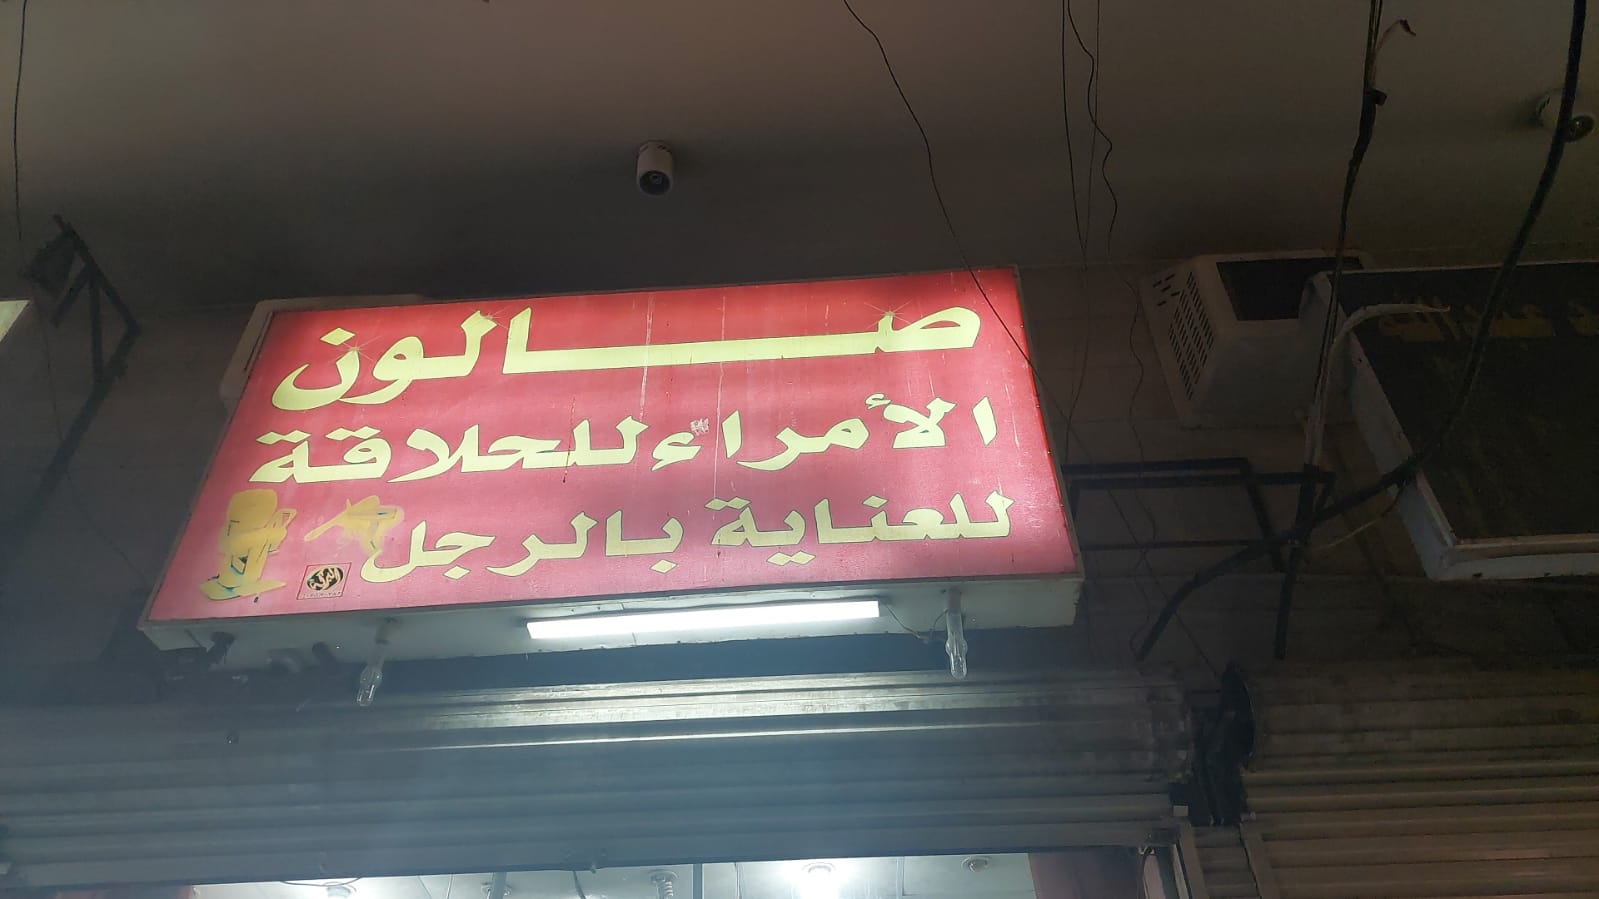 صالون
الأمراء للحلاقة
للعناية بالرجل